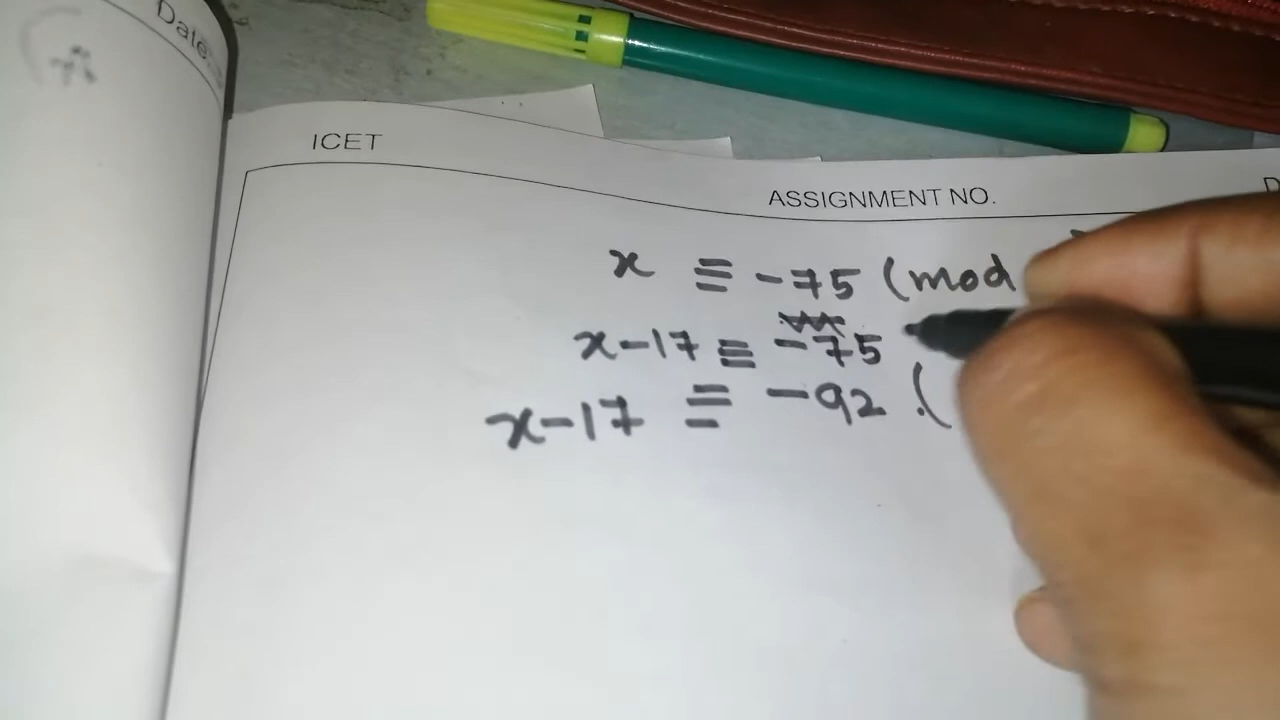 Date:
ICET
ASSIGNMENT NO.
x ≡ -75 (mod
x-17 ≡ -75
x-17 ≡ -92 (